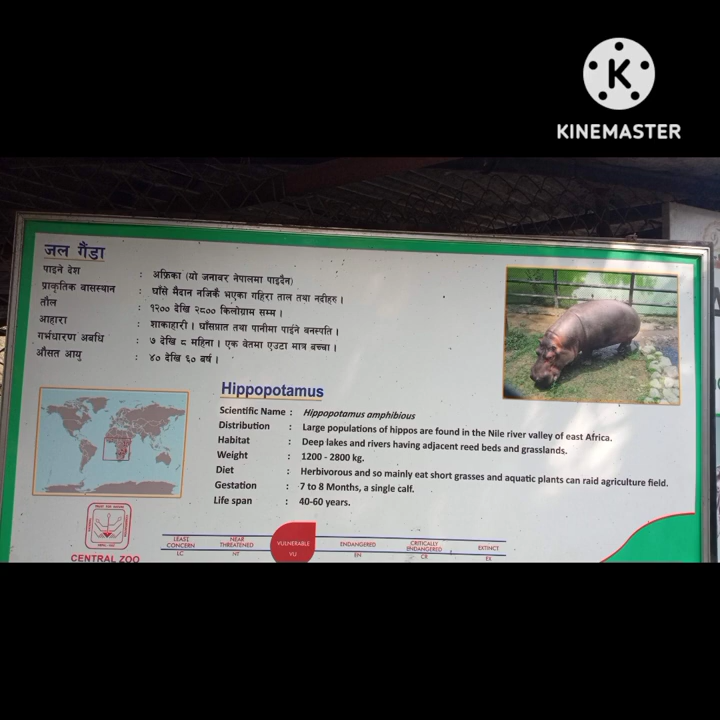 K
KINEMASTER
जल गैंडा
पाइने देश : अफ्रिका (यो जनावर नेपालमा पाइदैन)
प्राकृतिक वासस्थान : घाँसे मैदान नजिकै भएका गहिरा ताल तथा नदीहरु ।
तौल : १२०० देखि २८०० किलोग्राम सम्म ।
आहारा : शाकाहारी । घाँसपात तथा पानीमा पाईने वनस्पति ।
गर्भधारण अवधि : ७ देखि ८ महिना । एक वेतमा एउटा मात्र बच्चा ।
औसत आयु : ४० देखि ६० बर्ष ।
Hippopotamus
Scientific Name : Hippopotamus amphibious
Distribution : Large populations of hippos are found in the Nile river valley of east Africa.
Habitat : Deep lakes and rivers having adjacent reed beds and grasslands.
Weight : 1200 - 2800 kg.
Diet : Herbivorous and so mainly eat short grasses and aquatic plants can raid agriculture field.
Gestation : 7 to 8 Months, a single calf.
Life span : 40-60 years.
CENTRAL ZOO
LEAST CONCERN NEAR THREATENED VULNERABLE ENDANGERED CRITICALLY ENDANGERED EXTINCT
LC NT VU EN CR EX